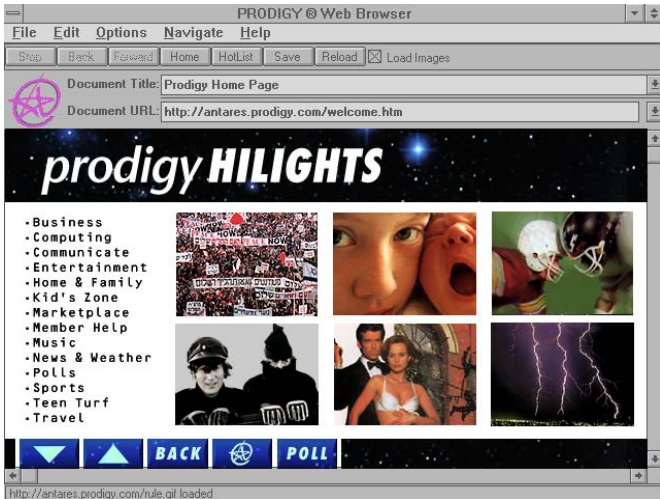 PRODIGY ® Web Browser
File Edit Options Navigate Help
Stop Back Forward Home HotList Save Reload Load Images
Document Title: Prodigy Home Page
Document URL: http://antares.prodigy.com/welcome.htm
prodigy HILIGHTS
·Business
·Computing
·Communicate
·Entertainment
·Home & Family
·Kid's Zone
·Marketplace
·Member Help
·Music
·News & Weather
·Polls
·Sports
·Teen Turf
·Travel
PEACE NOW
BACK POLL
http://antares.prodigy.com/rule.gif loaded